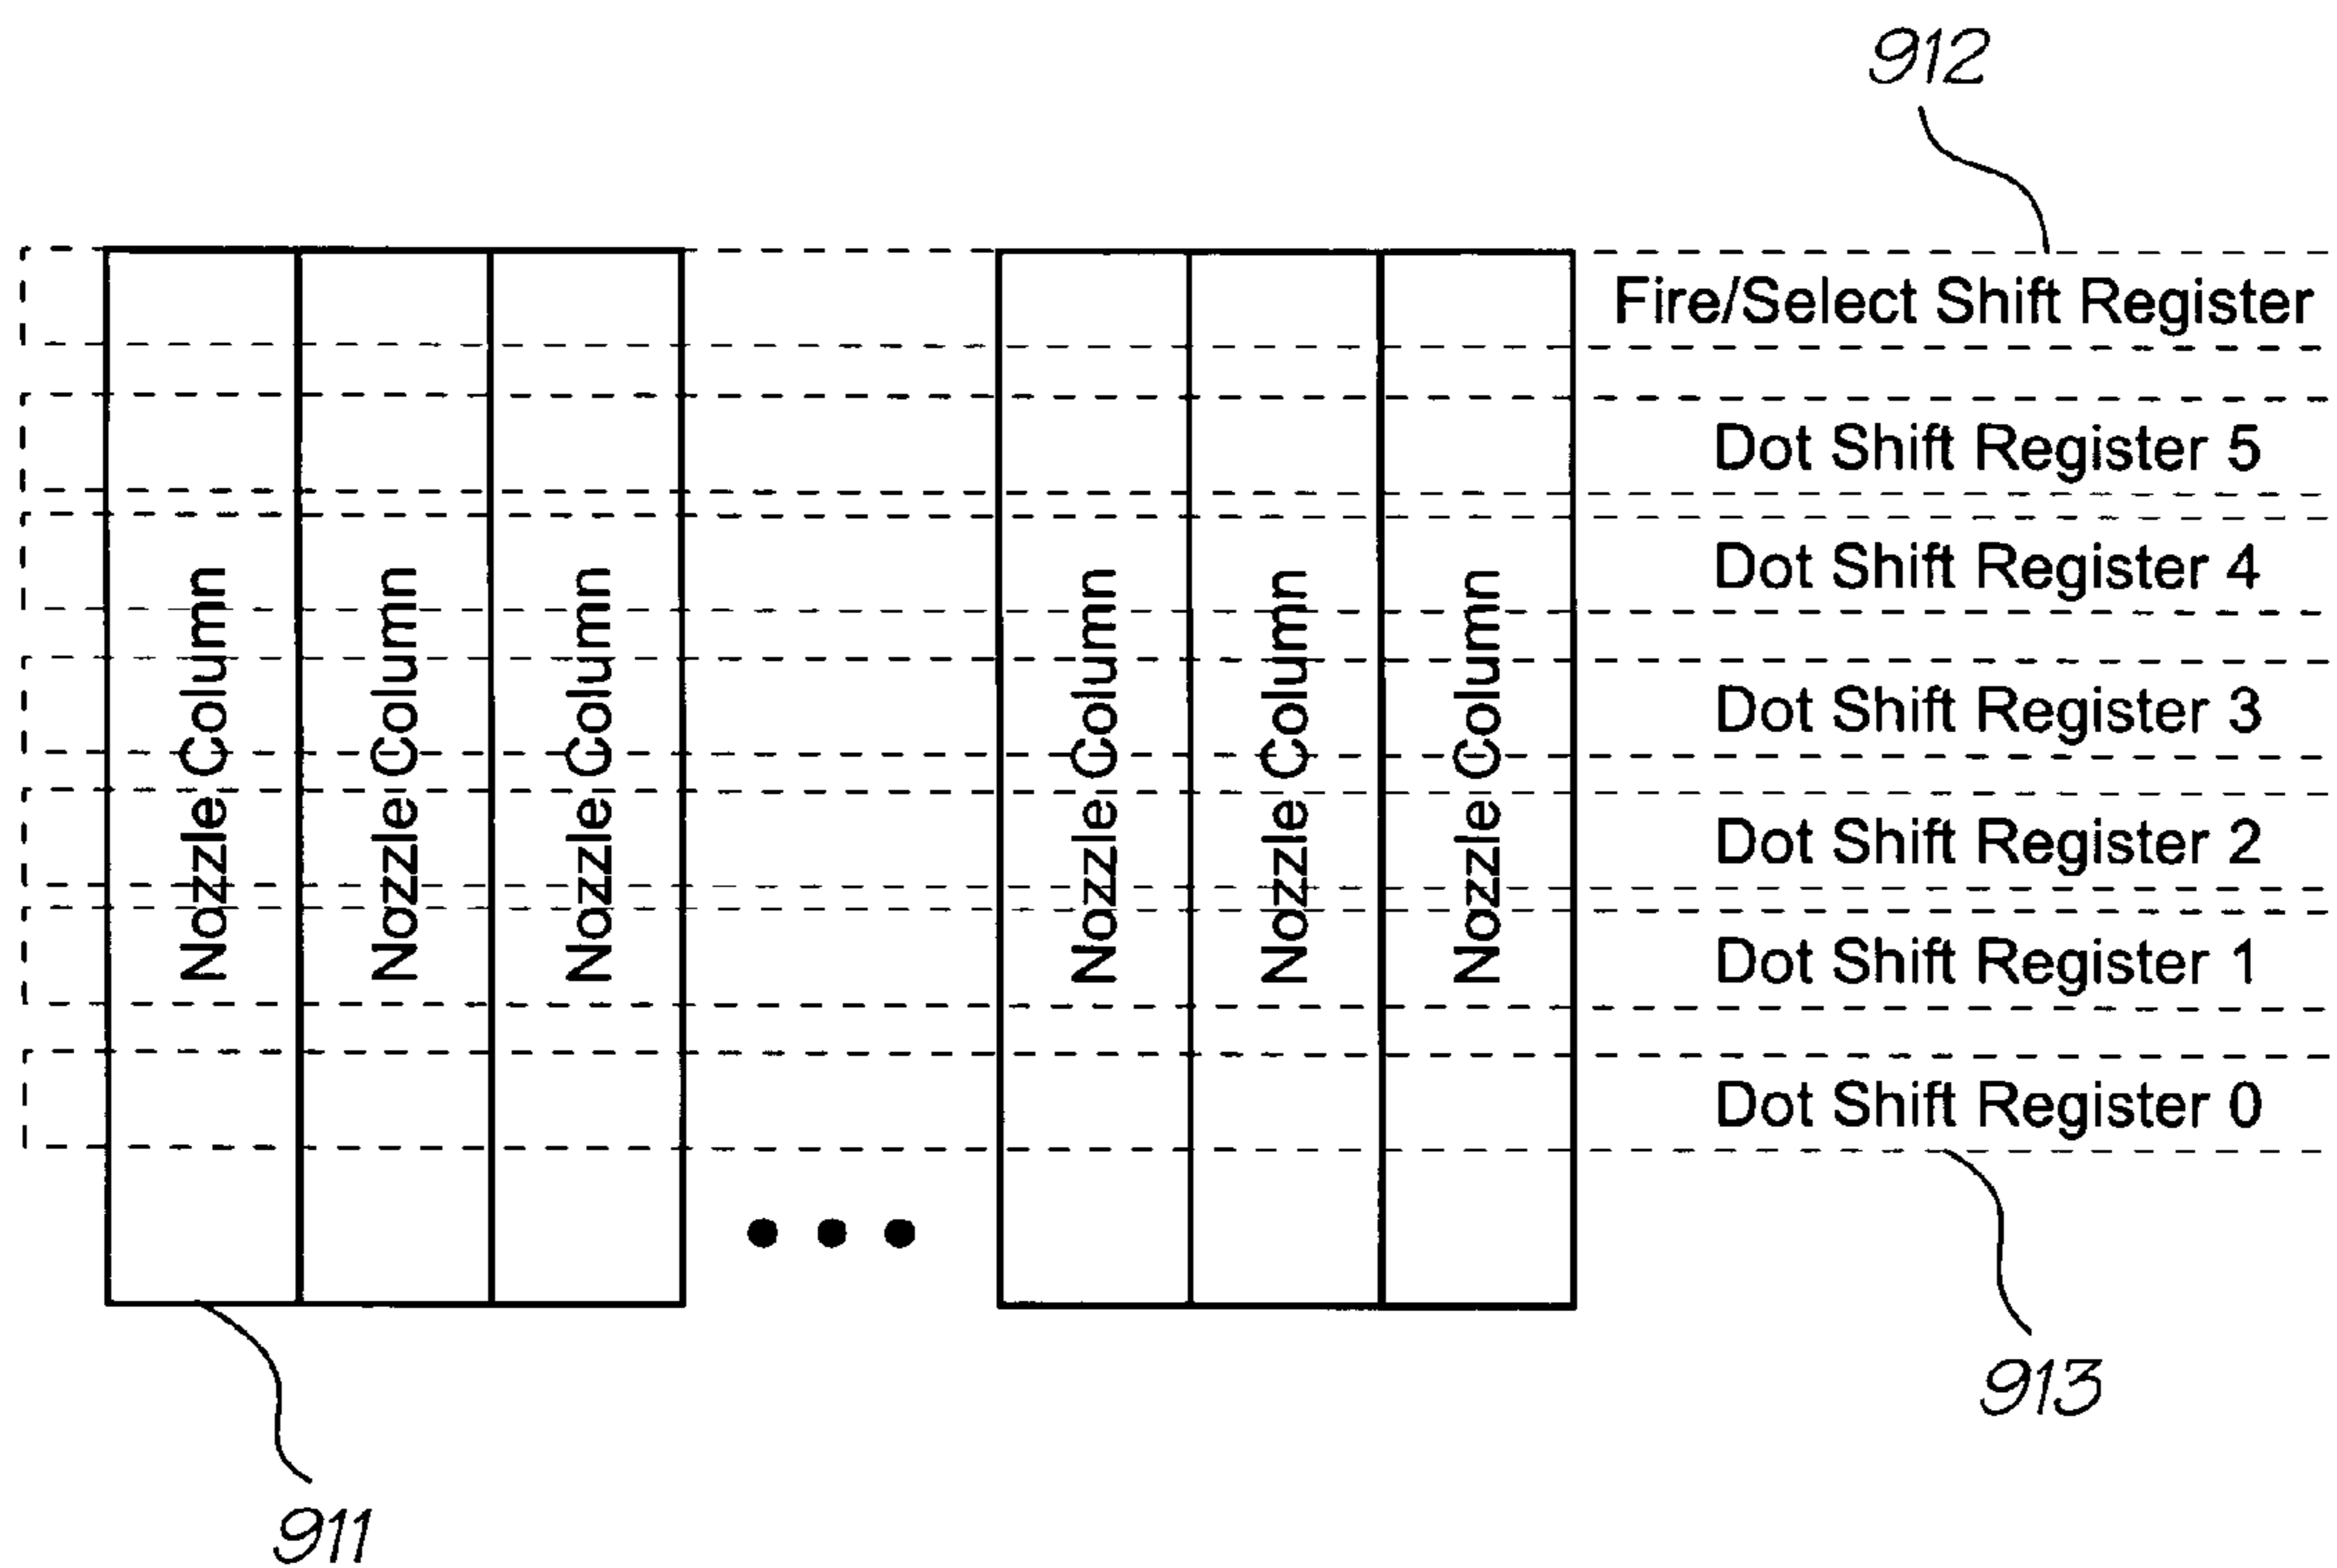 912
Fire/Select Shift Register
Dot Shift Register 5
Dot Shift Register 4
Dot Shift Register 3
Dot Shift Register 2
Dot Shift Register 1
Dot Shift Register 0
Nozzle Column
Nozzle Column
Nozzle Column
Nozzle Column
Nozzle Column
Nozzle Column
913
911